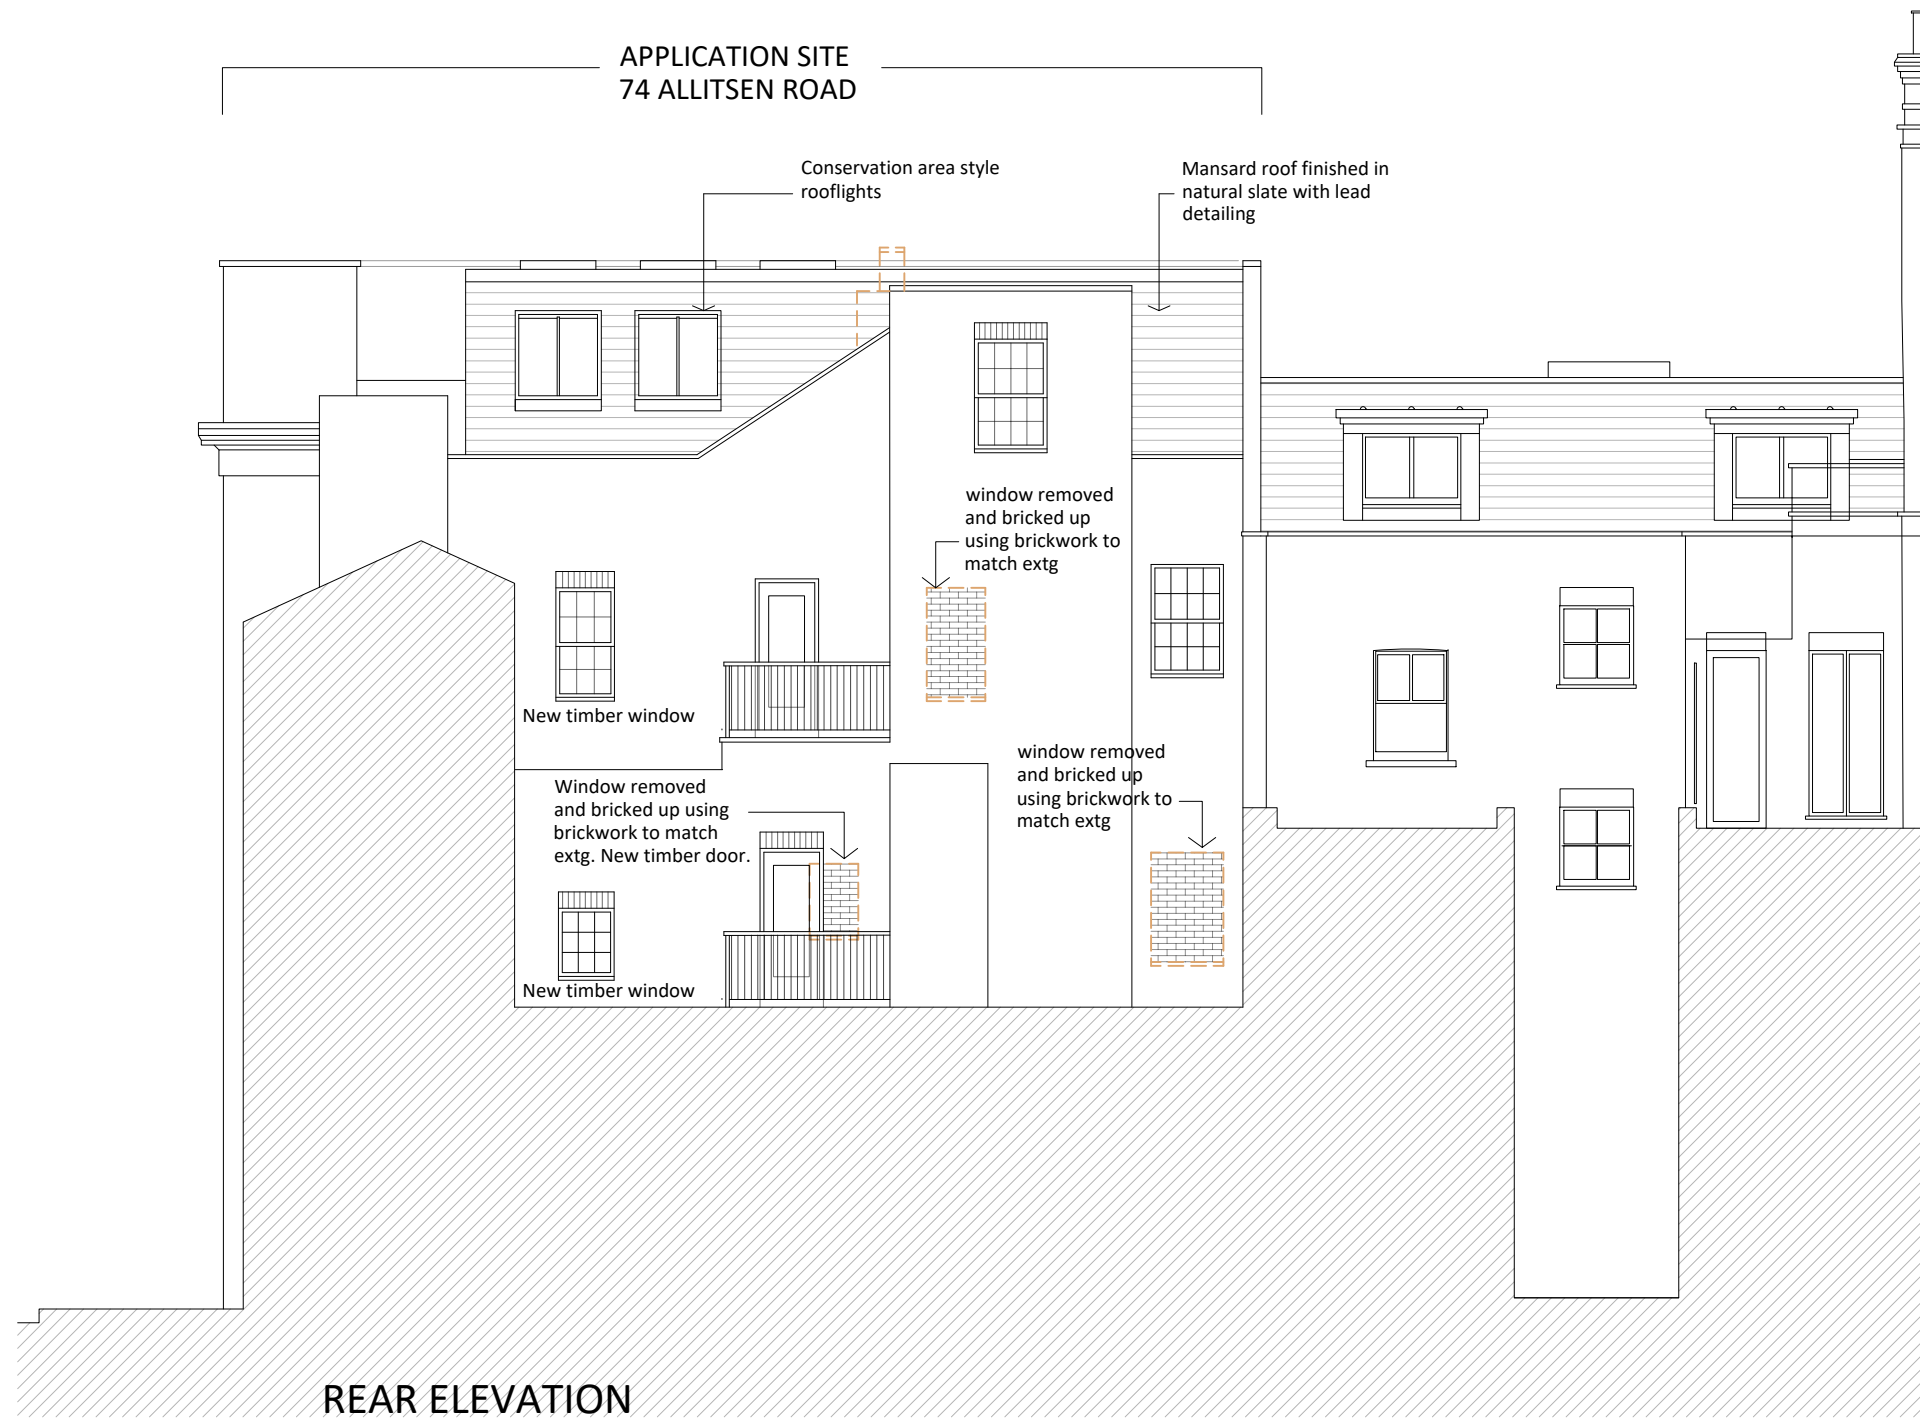 APPLICATION SITE
74 ALLITSEN ROAD
Conservation area style
rooflights
Mansard roof finished in
natural slate with lead
detailing
window removed
and bricked up
using brickwork to
match extg
New timber window
window removed
and bricked up
using brickwork to
match extg
Window removed
and bricked up using
brickwork to match
extg. New timber door.
New timber window
REAR ELEVATION